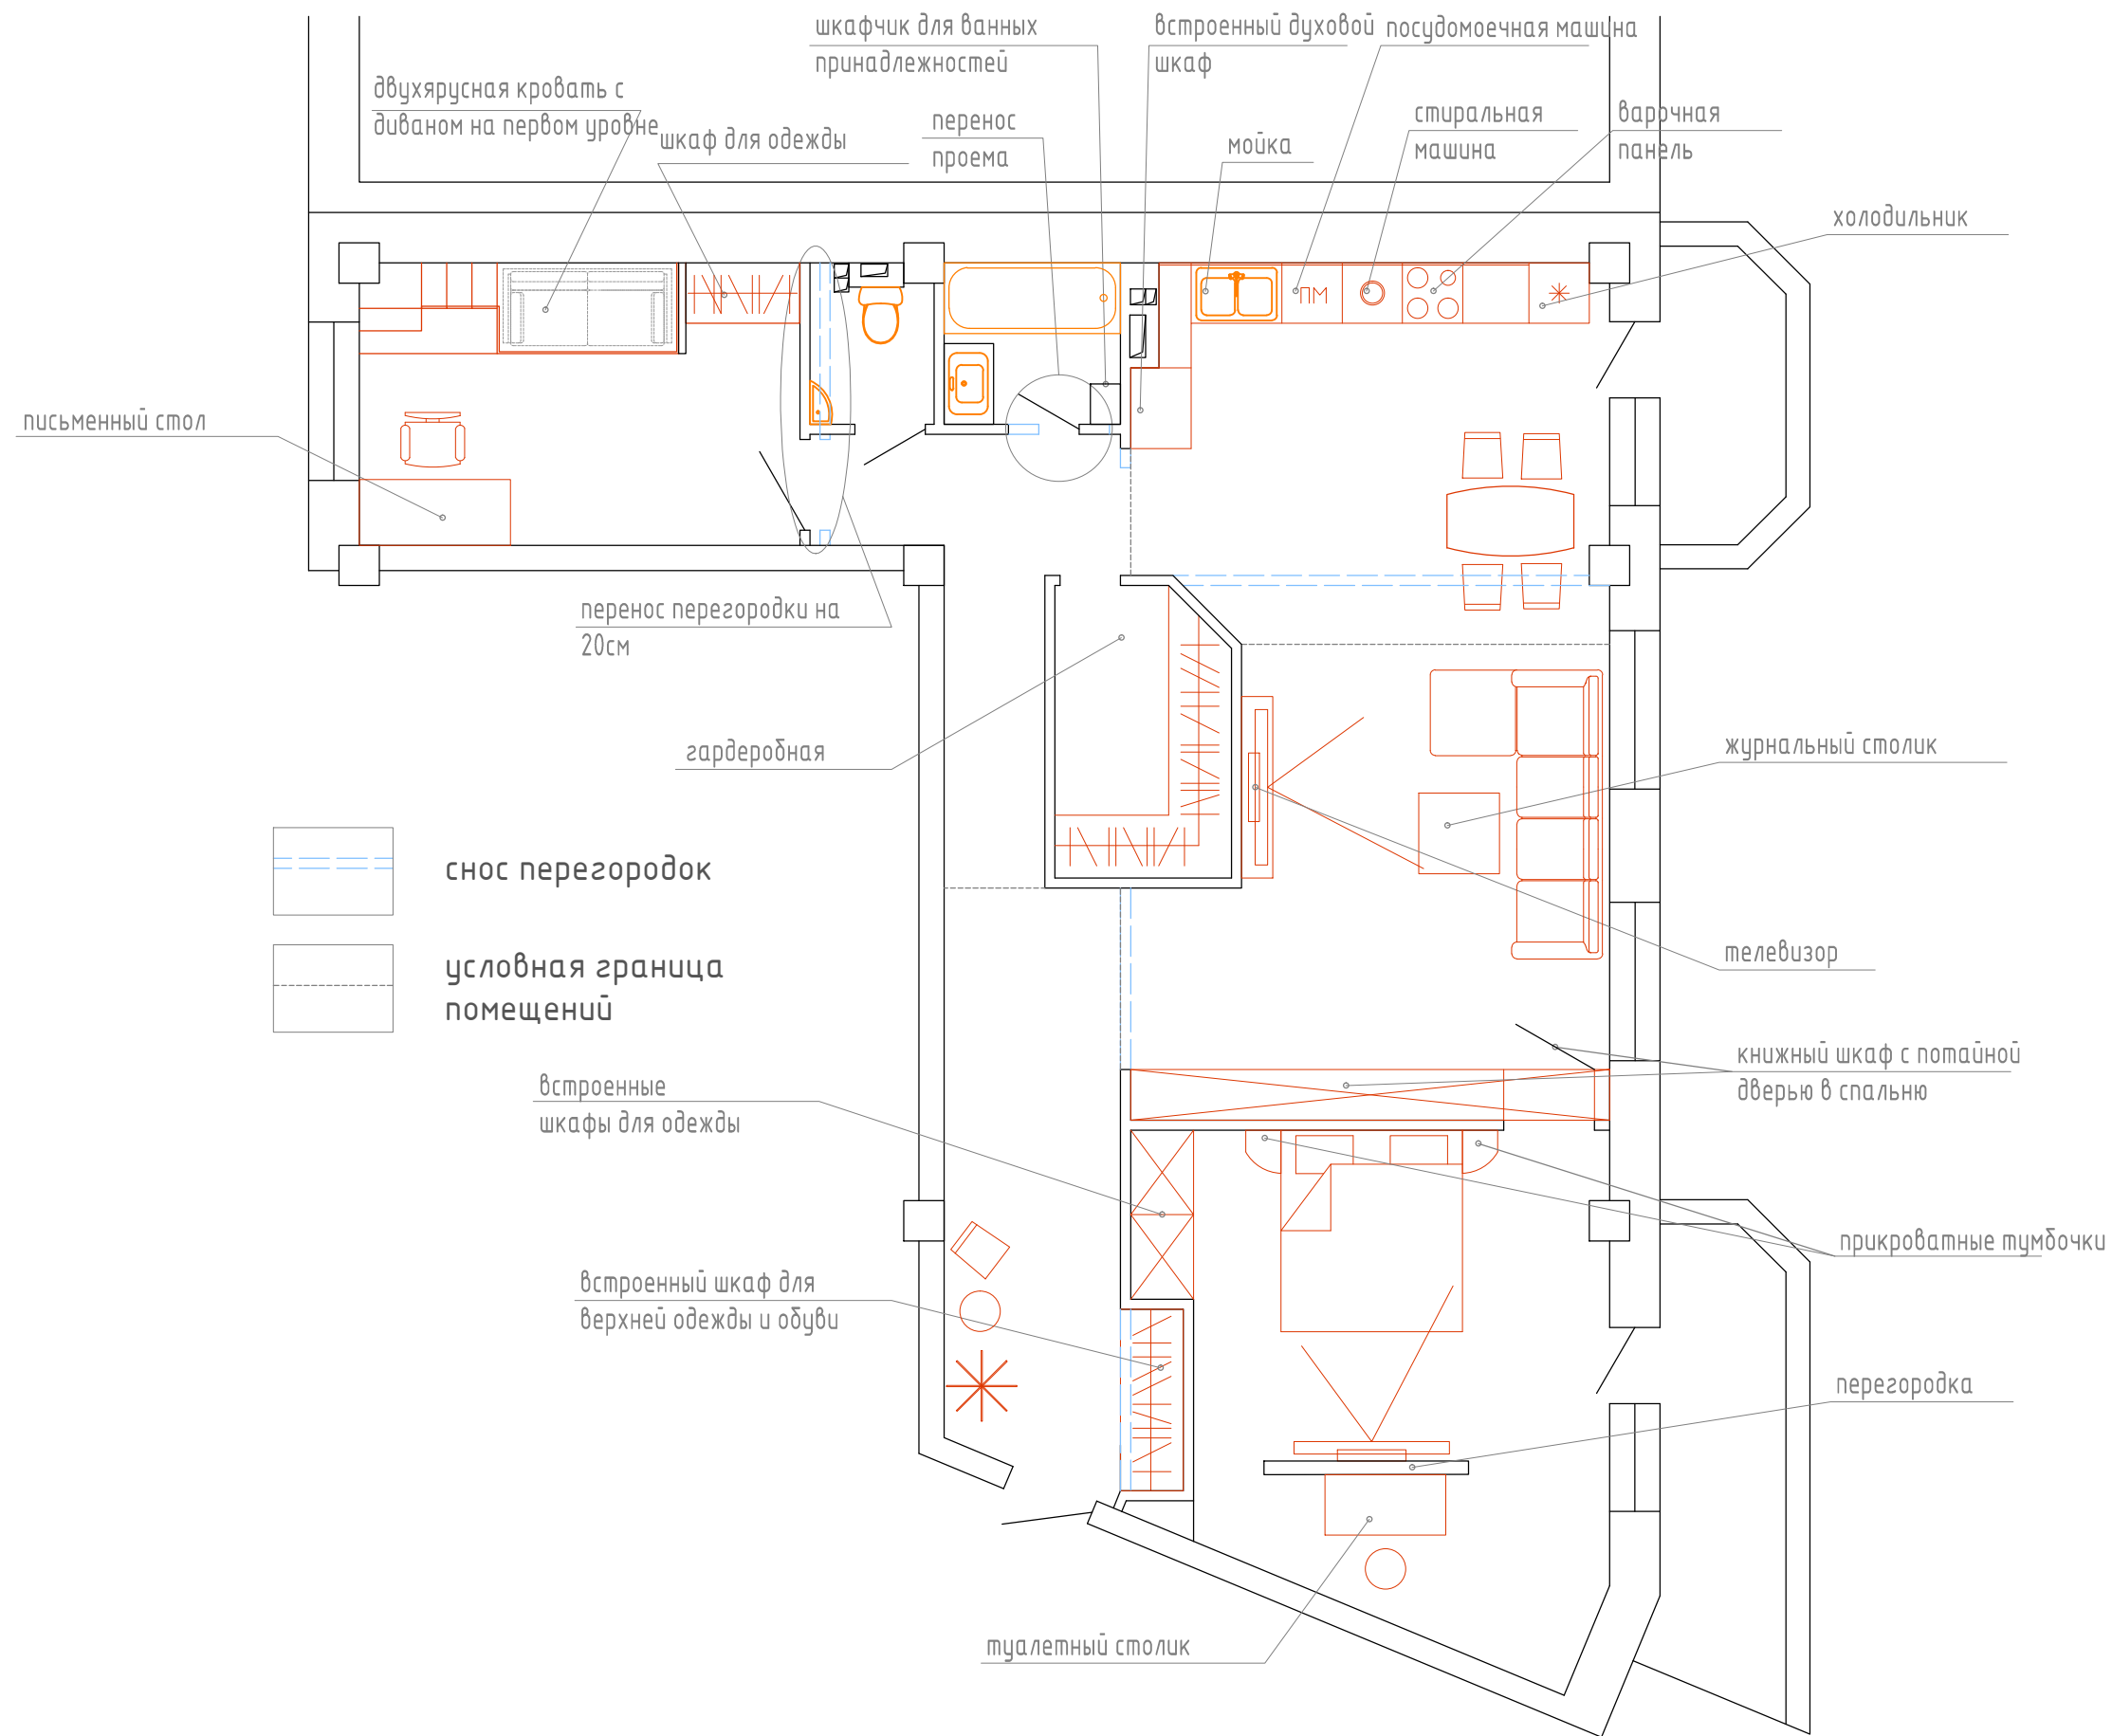 шкафчик для ванных
принадлежностей
встроенный духовой
шкаф
посудомоечная машина
двухярусная кровать с
диваном на первом уровне
шкаф для одежды
перенос
проема
мойка
стиральная
машина
варочная
панель
холодильник
ПМ
письменный стол
перенос перегородки на
20см
гардеробная
журнальный столик
снос перегородок
телевизор
условная граница
помещений
книжный шкаф с потайной
дверью в спальню
встроенные
шкафы для одежды
прикроватные тумбочки
встроенный шкаф для
верхней одежды и обуви
перегородка
туалетный столик